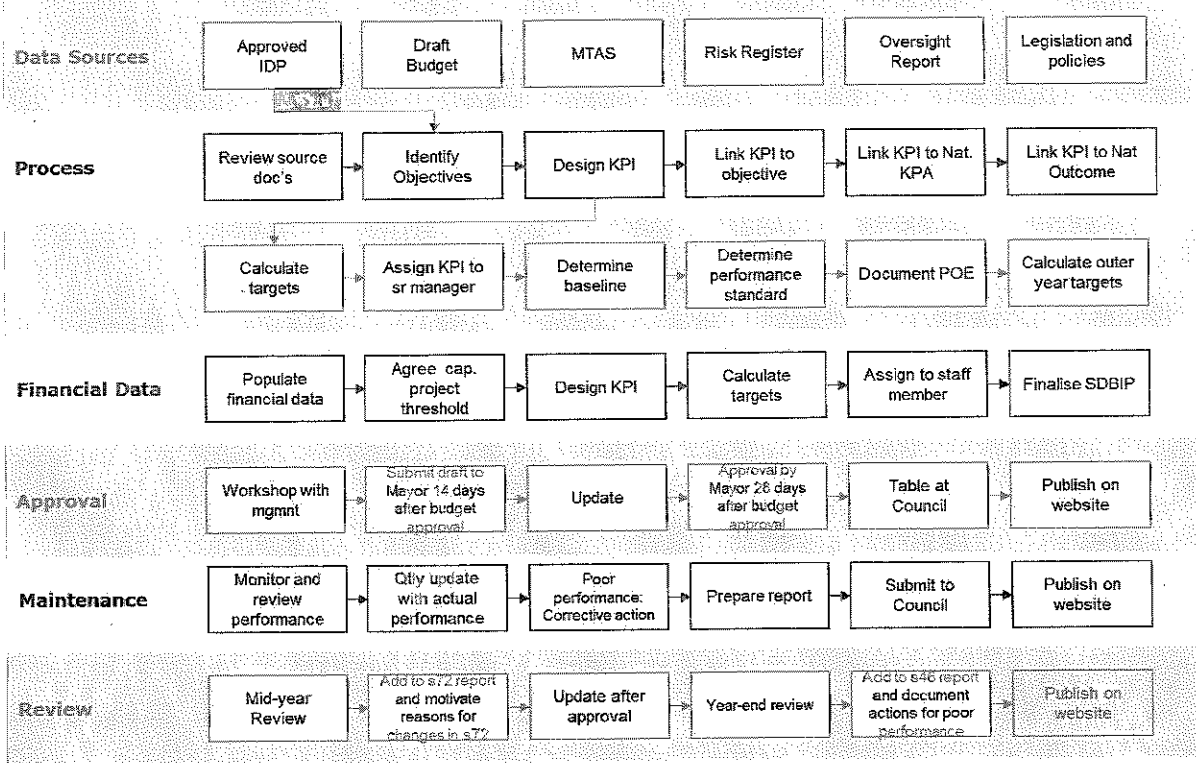 Data Sources
Approved
IDP
Draft
Budget
MTAS
Risk Register
Oversight
Report
Legislation and
policies
Process
Review source
doc's
Identify
Objectives
Design KPI
Link KPI to
objective
Link KPI to Nat.
KPA
Link KPI to Nat
Outcome
Calculate
targets
Assign KPI to
sr manager
Determine
baseline
Determine
performance
standard
Document POE
Calculate outer
year targets
Financial Data
Populate
financial data
Agree cap.
project
threshold
Design KPI
Calculate
targets
Assign to staff
member
Finalise SDBIP
Approval
Workshop with
mgmnt
Submit draft to
Mayor 14 days
after budget
approval
Update
Approval by
Mayor 28 days
after budget
approval
Table at
Council
Publish on
website
Maintenance
Monitor and
review
performance
Qtly update
with actual
performance
Poor
performance:
Corrective action
Prepare report
Submit to
Council
Publish on
website
Review
Mid-year
Review
Add to s72 report
and motivate
reasons for
changes in s72
Update after
approval
Year-end review
Add to s46 report
and document
actions for poor
performance
Publish on
website